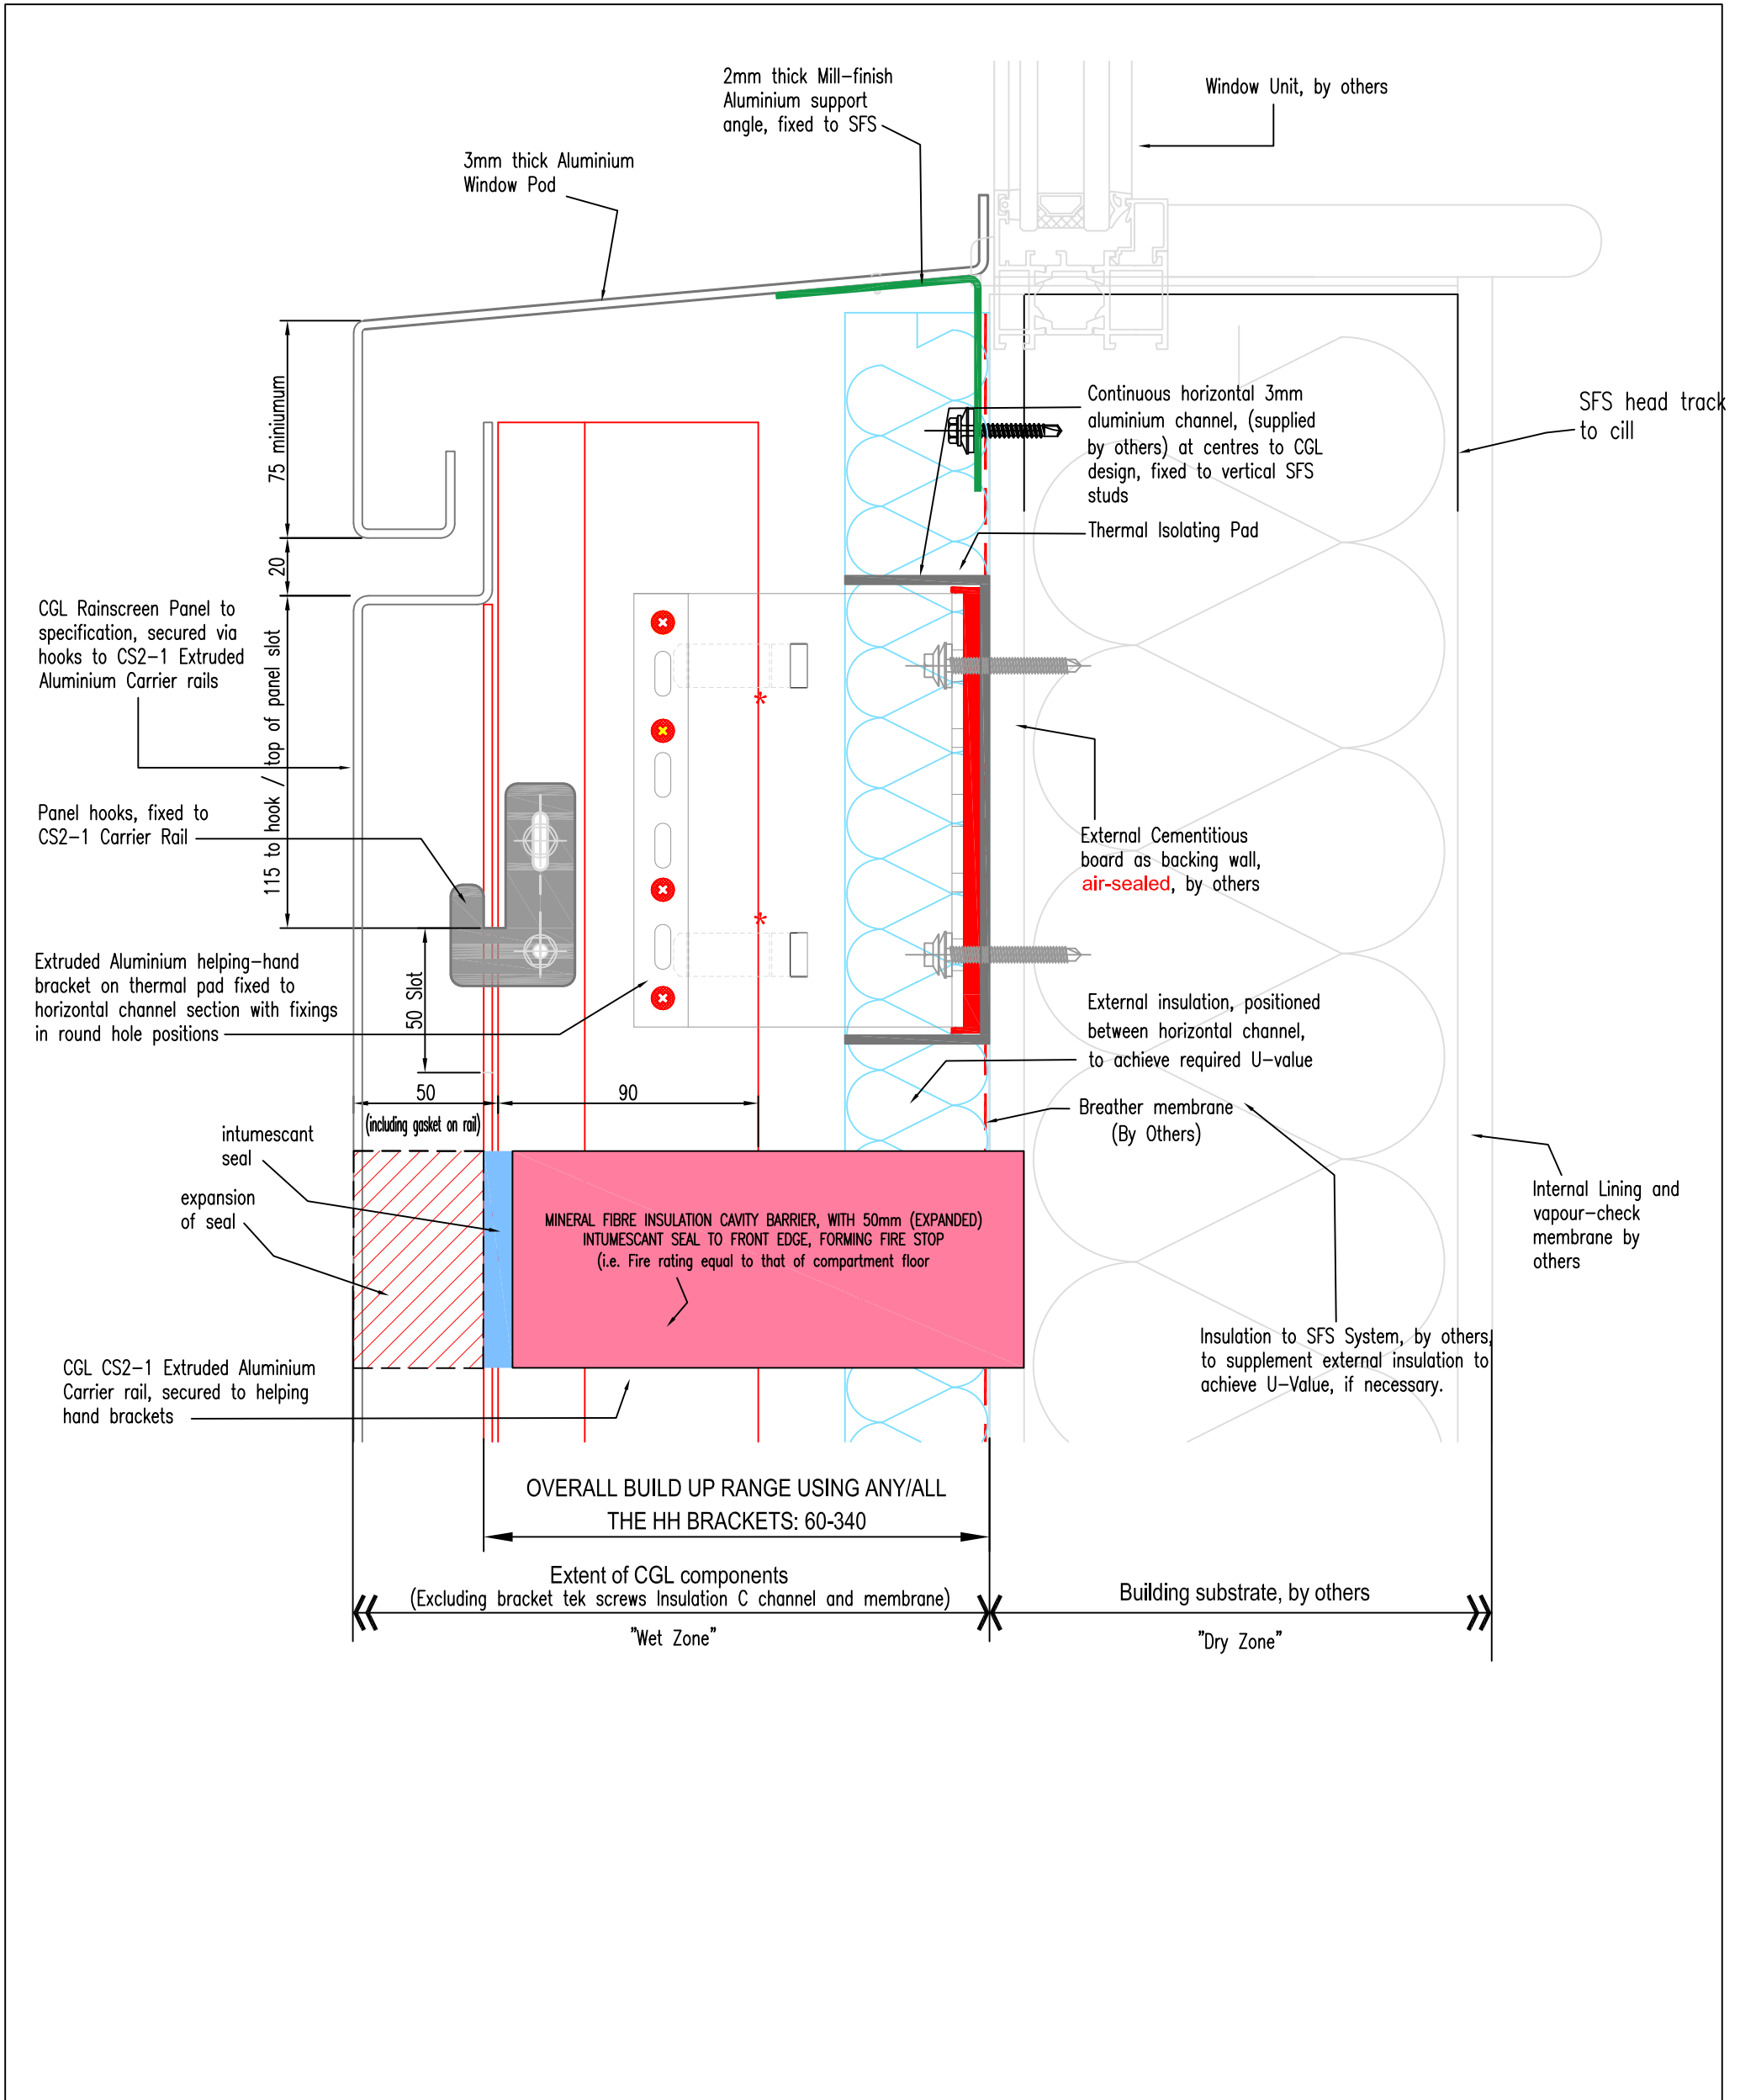 2mm thick Mill-finish
Aluminium support
angle, fixed to SFS
Window Unit, by others
3mm thick Aluminium
Window Pod
75 miniumum
20
115 to hook / top of panel slot
50 Slot
Continuous horizontal 3mm
aluminium channel, (supplied
by others) at centres to CGL
design, fixed to vertical SFS
studs
SFS head track
to cill
Thermal Isolating Pad
CGL Rainscreen Panel to
specification, secured via
hooks to CS2-1 Extruded
Aluminium Carrier rails
*
Panel hooks, fixed to
CS2-1 Carrier Rail
External Cementitious
board as backing wall,
air-sealed, by others
*
Extruded Aluminium helping-hand
bracket on thermal pad fixed to
horizontal channel section with fixings
in round hole positions
External insulation, positioned
between horizontal channel,
to achieve required U-value
50
90
(including gasket on rail)
Breather membrane
(By Others)
intumescant
seal
expansion
of seal
MINERAL FIBRE INSULATION CAVITY BARRIER, WITH 50mm (EXPANDED)
INTUMESCANT SEAL TO FRONT EDGE, FORMING FIRE STOP
(i.e. Fire rating equal to that of compartment floor
Internal Lining and
vapour-check
membrane by
others
Insulation to SFS System, by others,
to supplement external insulation to
achieve U-Value, if necessary.
CGL CS2-1 Extruded Aluminium
Carrier rail, secured to helping
hand brackets
OVERALL BUILD UP RANGE USING ANY/ALL
THE HH BRACKETS: 60-340
Extent of CGL components
(Excluding bracket tek screws Insulation C channel and membrane)
"Wet Zone"
Building substrate, by others
"Dry Zone"